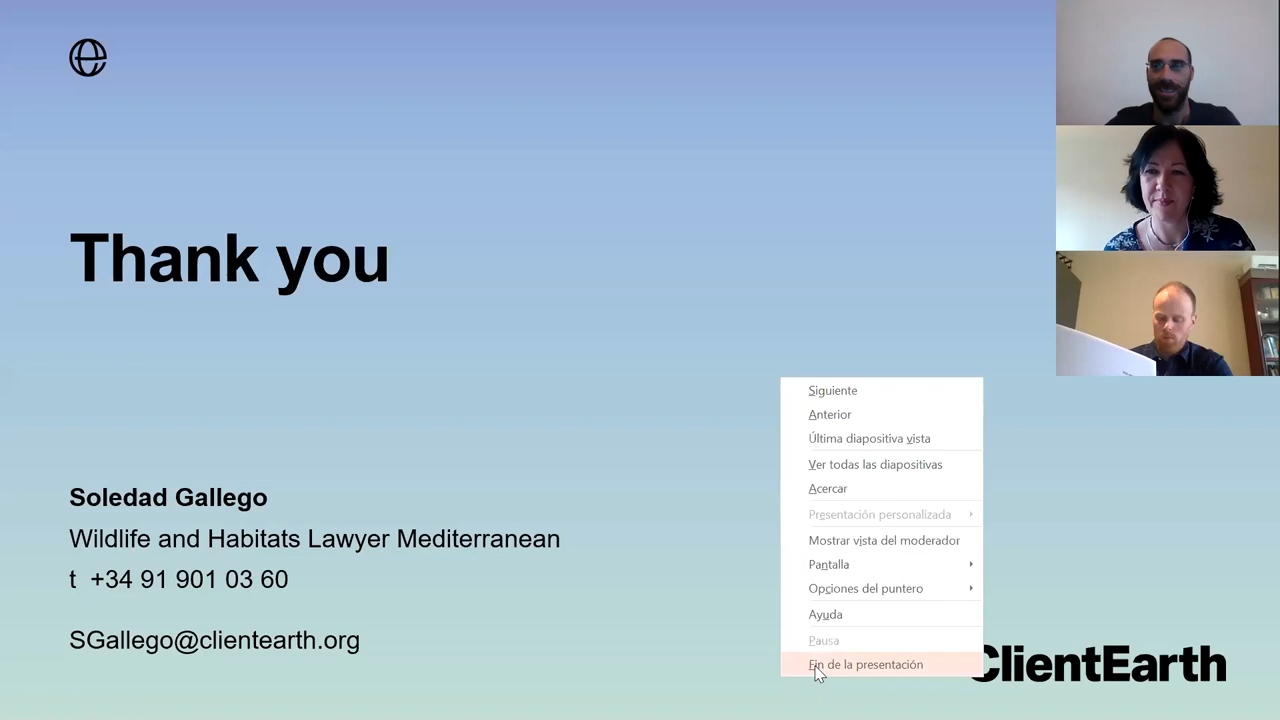 Thank you
Soledad Gallego
Wildlife and Habitats Lawyer Mediterranean
t +34 91 901 03 60
SGallego@clientearth.org
Siguiente
Anterior
Última diapositiva vista
Ver todas las diapositivas
Acercar
Presentación personalizada
Mostrar vista del moderador
Pantalla
Opciones del puntero
Ayuda
Pausa
Fin de la presentación
ClientEarth